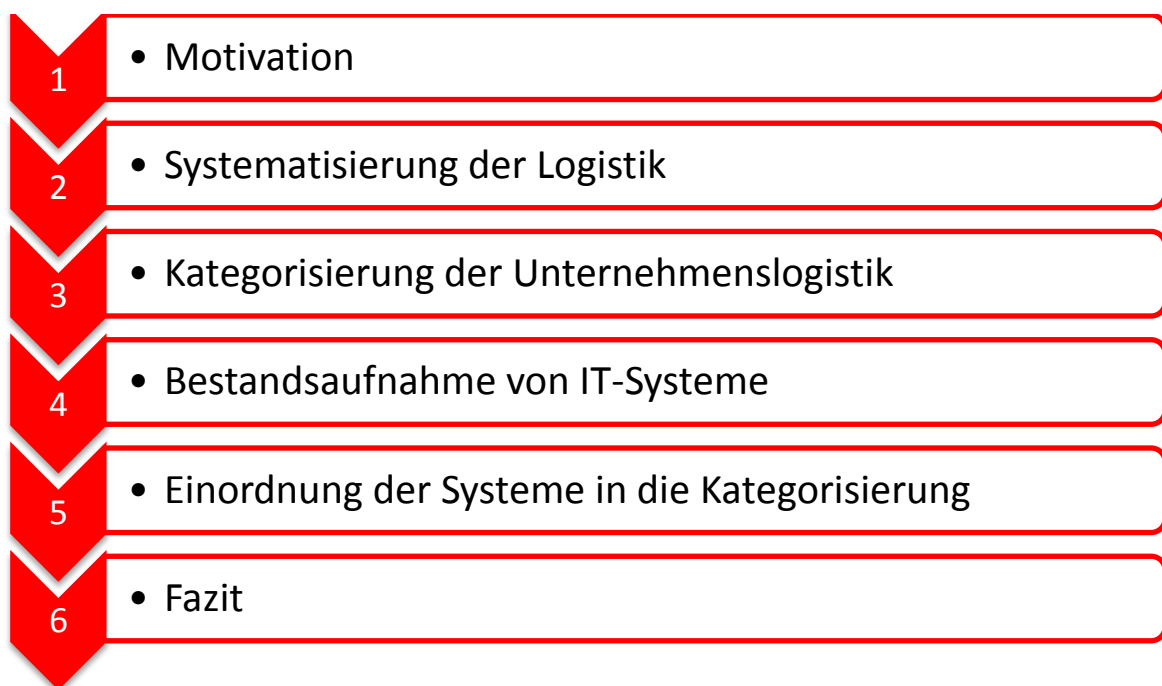 1 • Motivation
2 • Systematisierung der Logistik
3 • Kategorisierung der Unternehmenslogistik
4 • Bestandsaufnahme von IT-Systeme
5 • Einordnung der Systeme in die Kategorisierung
6 • Fazit